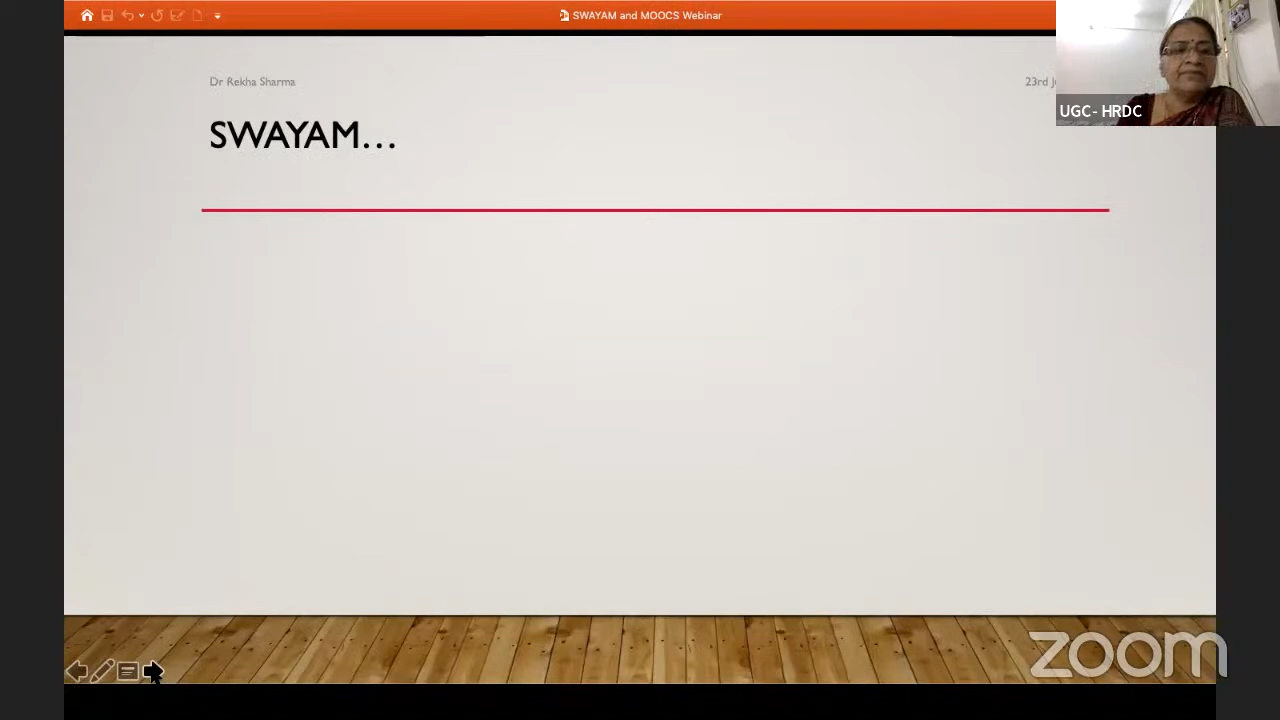 SWAYAM and MOOCS Webinar
Dr Rekha Sharma
23rd
UGC- HRDC
SWAYAM...
zoom